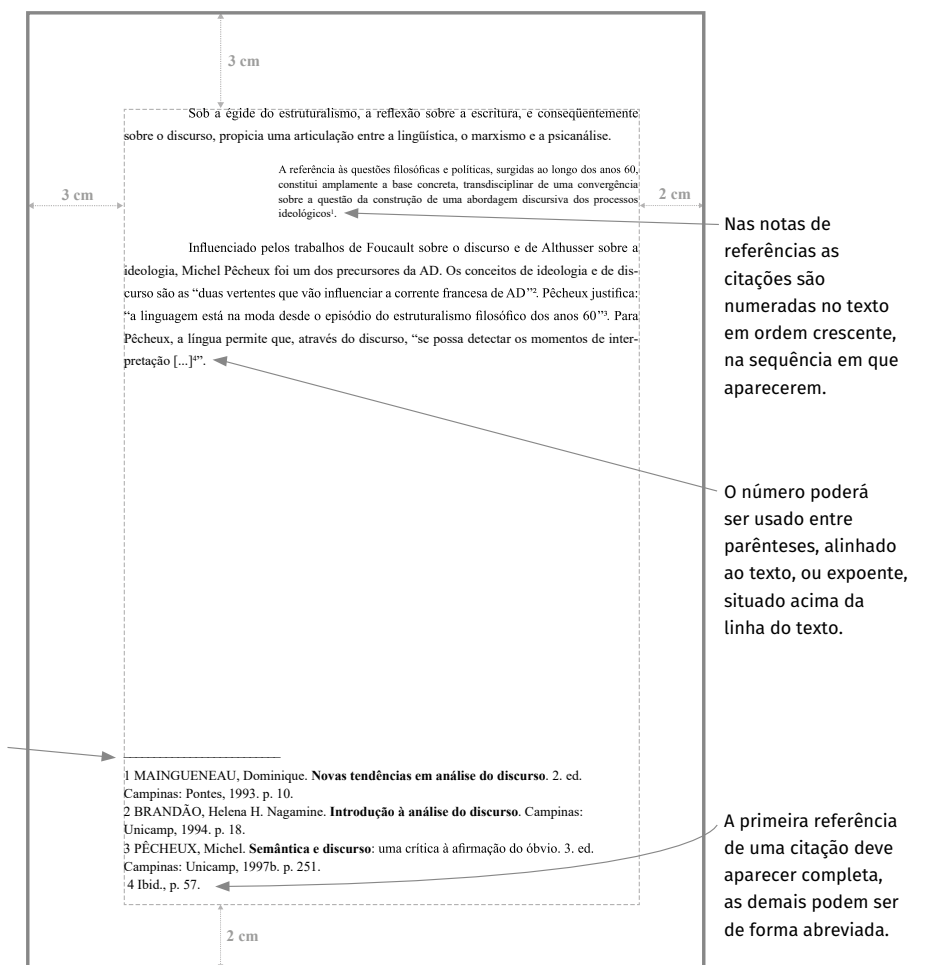 3 cm
Sob a égide do estruturalismo, a reflexão sobre a escritura, e conseqüentemente
sobre o discurso, propicia uma articulação entre a lingüística, o marxismo e a psicanálise.
A referência às questões filosóficas e políticas, surgidas ao longo dos anos 60,
constitui amplamente a base concreta, transdisciplinar de uma convergência
sobre a questão da construção de uma abordagem discursiva dos processos
ideológicos¹.
3 cm
2 cm
Influenciado pelos trabalhos de Foucault sobre o discurso e de Althusser sobre a
ideologia, Michel Pêcheux foi um dos precursores da AD. Os conceitos de ideologia e de dis-
curso são as “duas vertentes que vão influenciar a corrente francesa de AD”². Pêcheux justifica:
“a linguagem está na moda desde o episódio do estruturalismo filosófico dos anos 60”³. Para
Pêcheux, a língua permite que, através do discurso, “se possa detectar os momentos de inter-
pretação [...]⁴”.
Nas notas de
referências as
citações são
numeradas no texto
em ordem crescente,
na sequência em que
aparecerem.
O número poderá
ser usado entre
parênteses, alinhado
ao texto, ou expoente,
situado acima da
linha do texto.
1 MAINGUENEAU, Dominique. Novas tendências em análise do discurso. 2. ed.
Campinas: Pontes, 1993. p. 10.
2 BRANDÃO, Helena H. Nagamine. Introdução à análise do discurso. Campinas:
Unicamp, 1994. p. 18.
3 PÊCHEUX, Michel. Semântica e discurso: uma crítica à afirmação do óbvio. 3. ed.
Campinas: Unicamp, 1997b. p. 251.
4 Ibid., p. 57.
A primeira referência
de uma citação deve
aparecer completa,
as demais podem ser
de forma abreviada.
2 cm